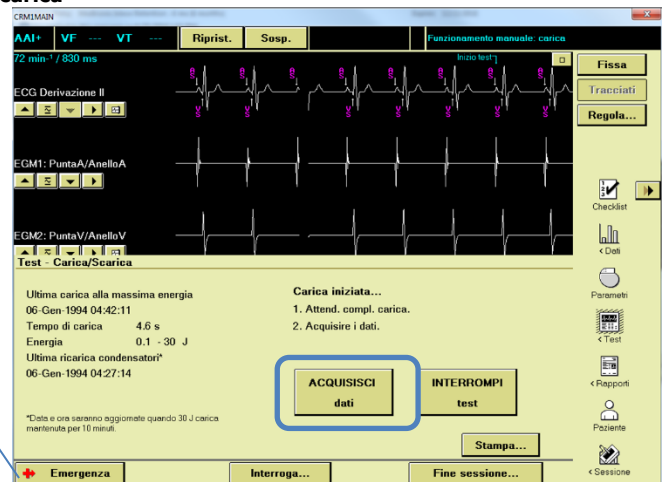 carica
CRM1MAIN
AAI+ VF --- VT --- Riprist. Sosp. Funzionamento manuale: carica
72 min-1 / 830 ms Inizio test
Fissa
ECG Derivazione II
Tracciati
Regola...
EGM1: PuntaA/AnelloA
Checklist
EGM2: PuntaV/AnelloV
< Dati
Test - Carica/Scarica
Ultima carica alla massima energia
06-Gen-1994 04:42:11
Tempo di carica 4.6 s
Energia 0.1 - 30 J
Ultima ricarica condensatori*
06-Gen-1994 04:27:14
*Data e ora saranno aggiornate quando 30 J carica
mantenuta per 10 minuti.
Carica iniziata...
1. Attend. compl. carica.
2. Acquisire i dati.
ACQUISISCI
dati
INTERROMPI
test
Stampa...
Parametri
< Test
< Rapporti
Paziente
< Sessione
Emergenza Interroga... Fine sessione...